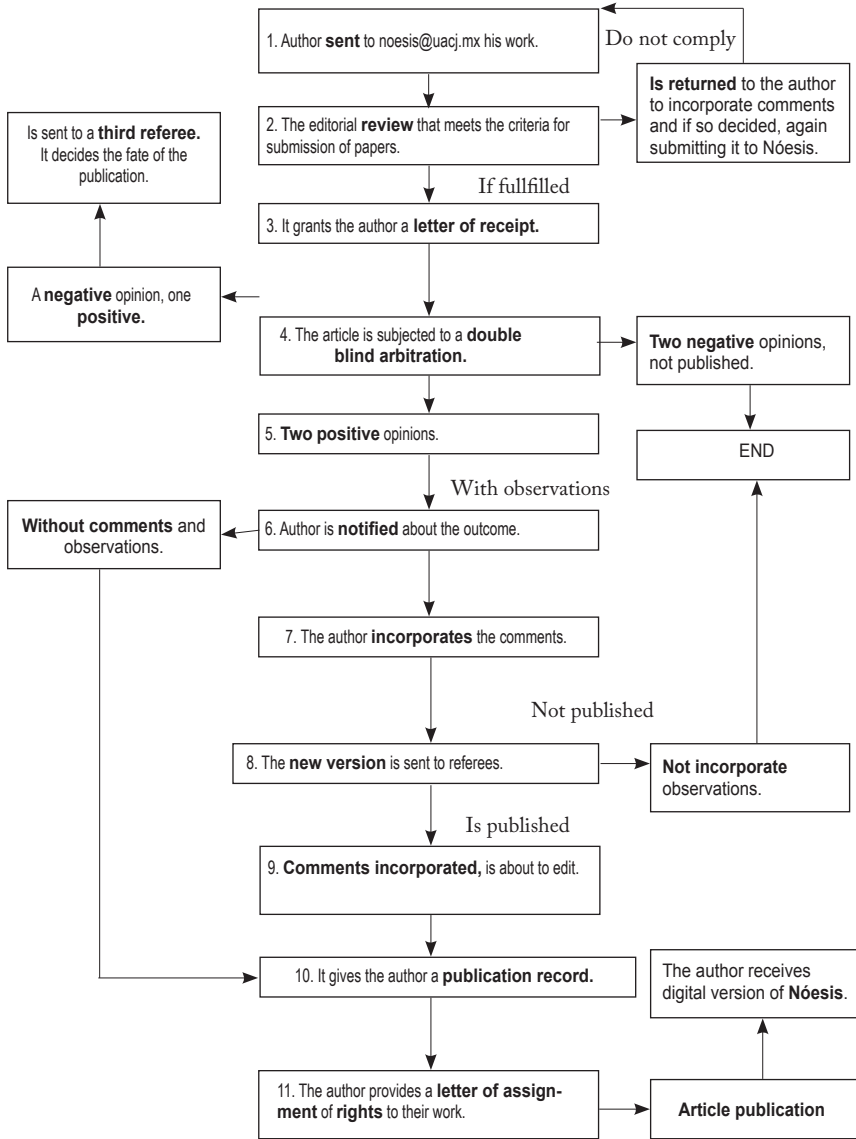 1. Author sent to noesis@uacj.mx his work.
Do not comply
Is returned to the author
to incorporate comments
and if so decided, again
submitting it to Nóesis.
Is sent to a third referee.
It decides the fate of the
publication.
2. The editorial review that meets the criteria for
submission of papers.
If fullfilled
3. It grants the author a letter of receipt.
A negative opinion, one
positive.
4. The article is subjected to a double
blind arbitration.
Two negative opinions,
not published.
5. Two positive opinions.
END
With observations
Without comments and
observations.
6. Author is notified about the outcome.
7. The author incorporates the comments.
Not published
8. The new version is sent to referees.
Not incorporate
observations.
Is published
9. Comments incorporated, is about to edit.
10. It gives the author a publication record.
The author receives
digital version of Nóesis.
11. The author provides a letter of assign-
ment of rights to their work.
Article publication